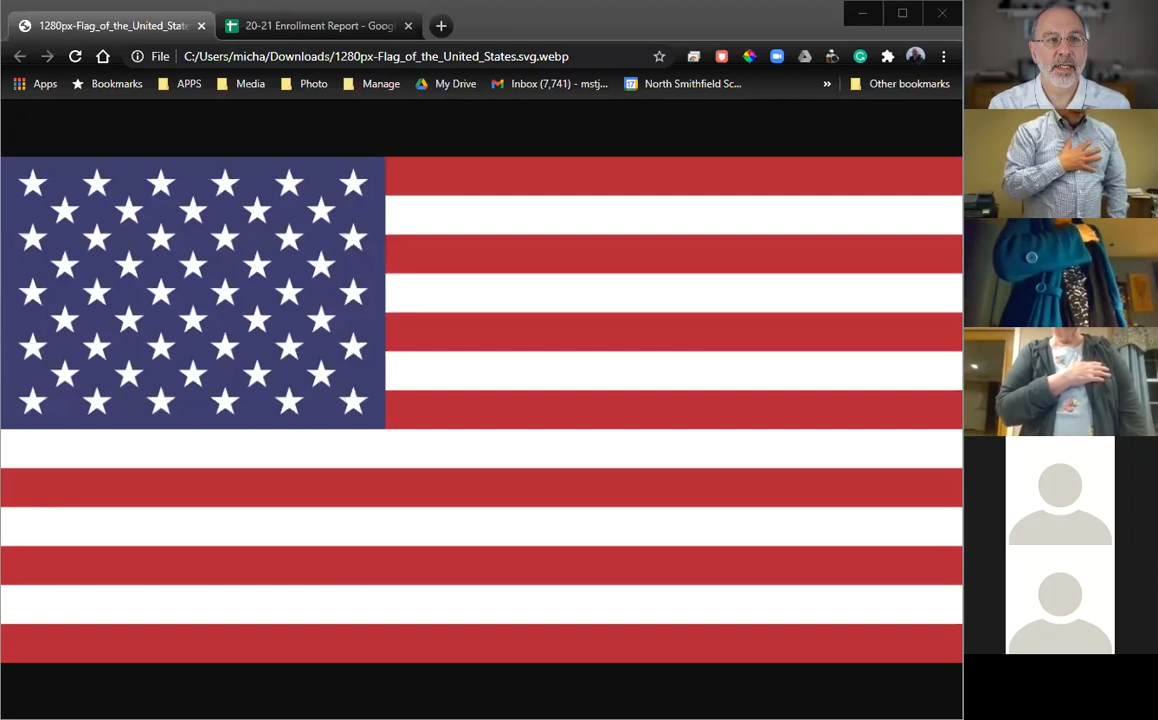 1280px-Flag_of_the_United_State
20-21 Enrollment Report - Goog
File
C:/Users/micha/Downloads/1280px-Flag_of_the_United_States.svg.webp
Apps
Bookmarks
APPS
Media
Photo
Manage
My Drive
Inbox (7,741) - mstj...
17
North Smithfield Sc...
»
Other bookmarks